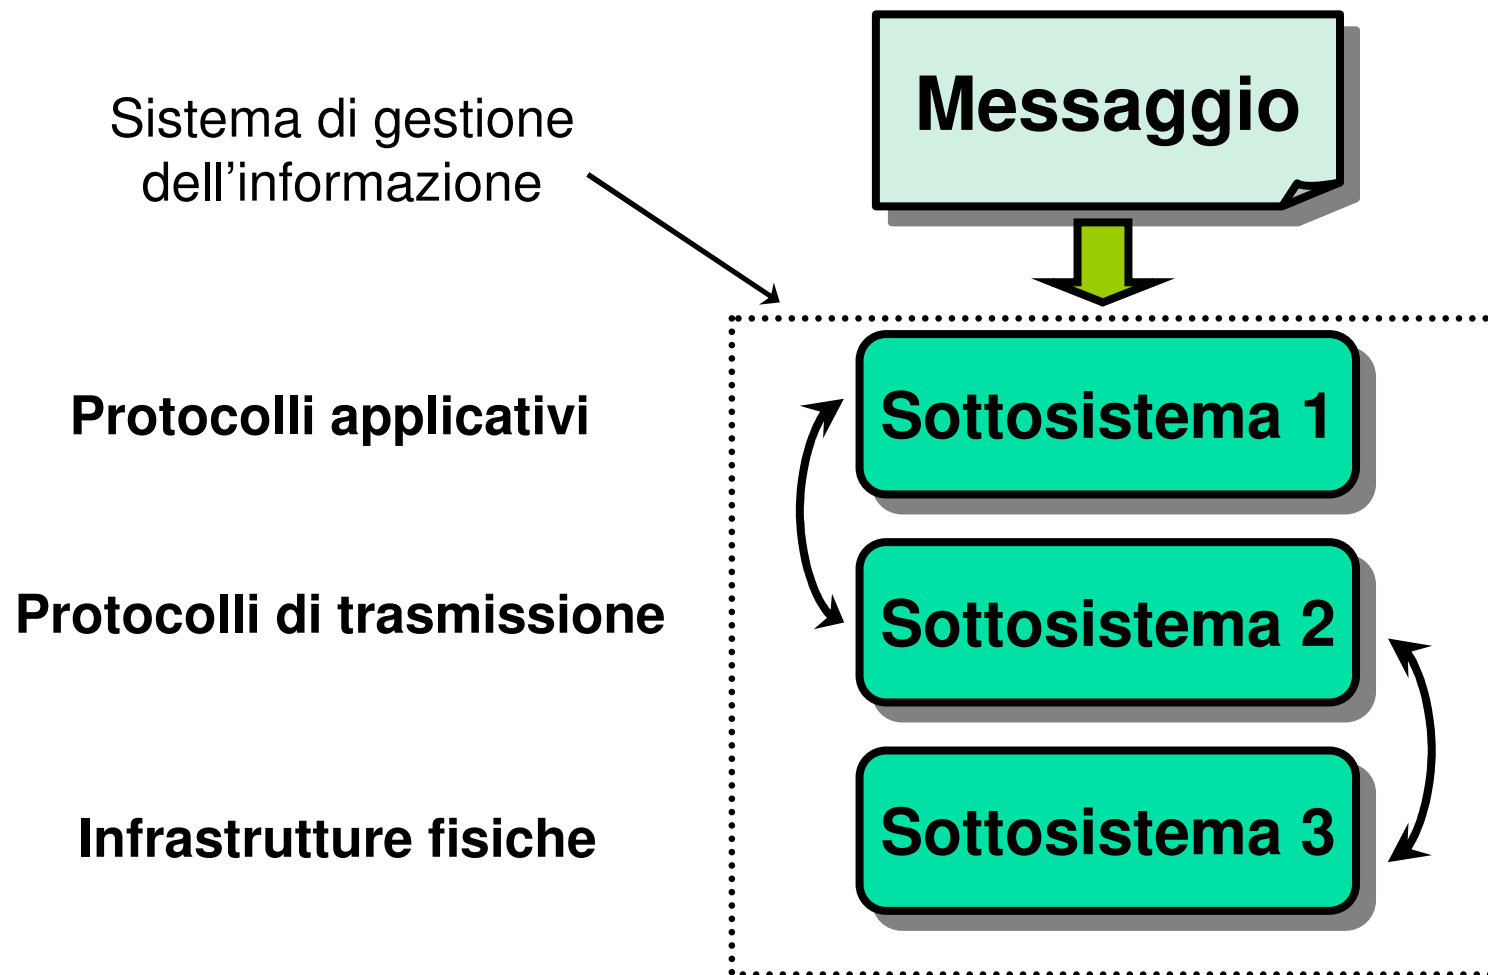 Messaggio
Sistema di gestione
dell'informazione
Protocolli applicativi
Sottosistema 1
Protocolli di trasmissione
Sottosistema 2
Infrastrutture fisiche
Sottosistema 3